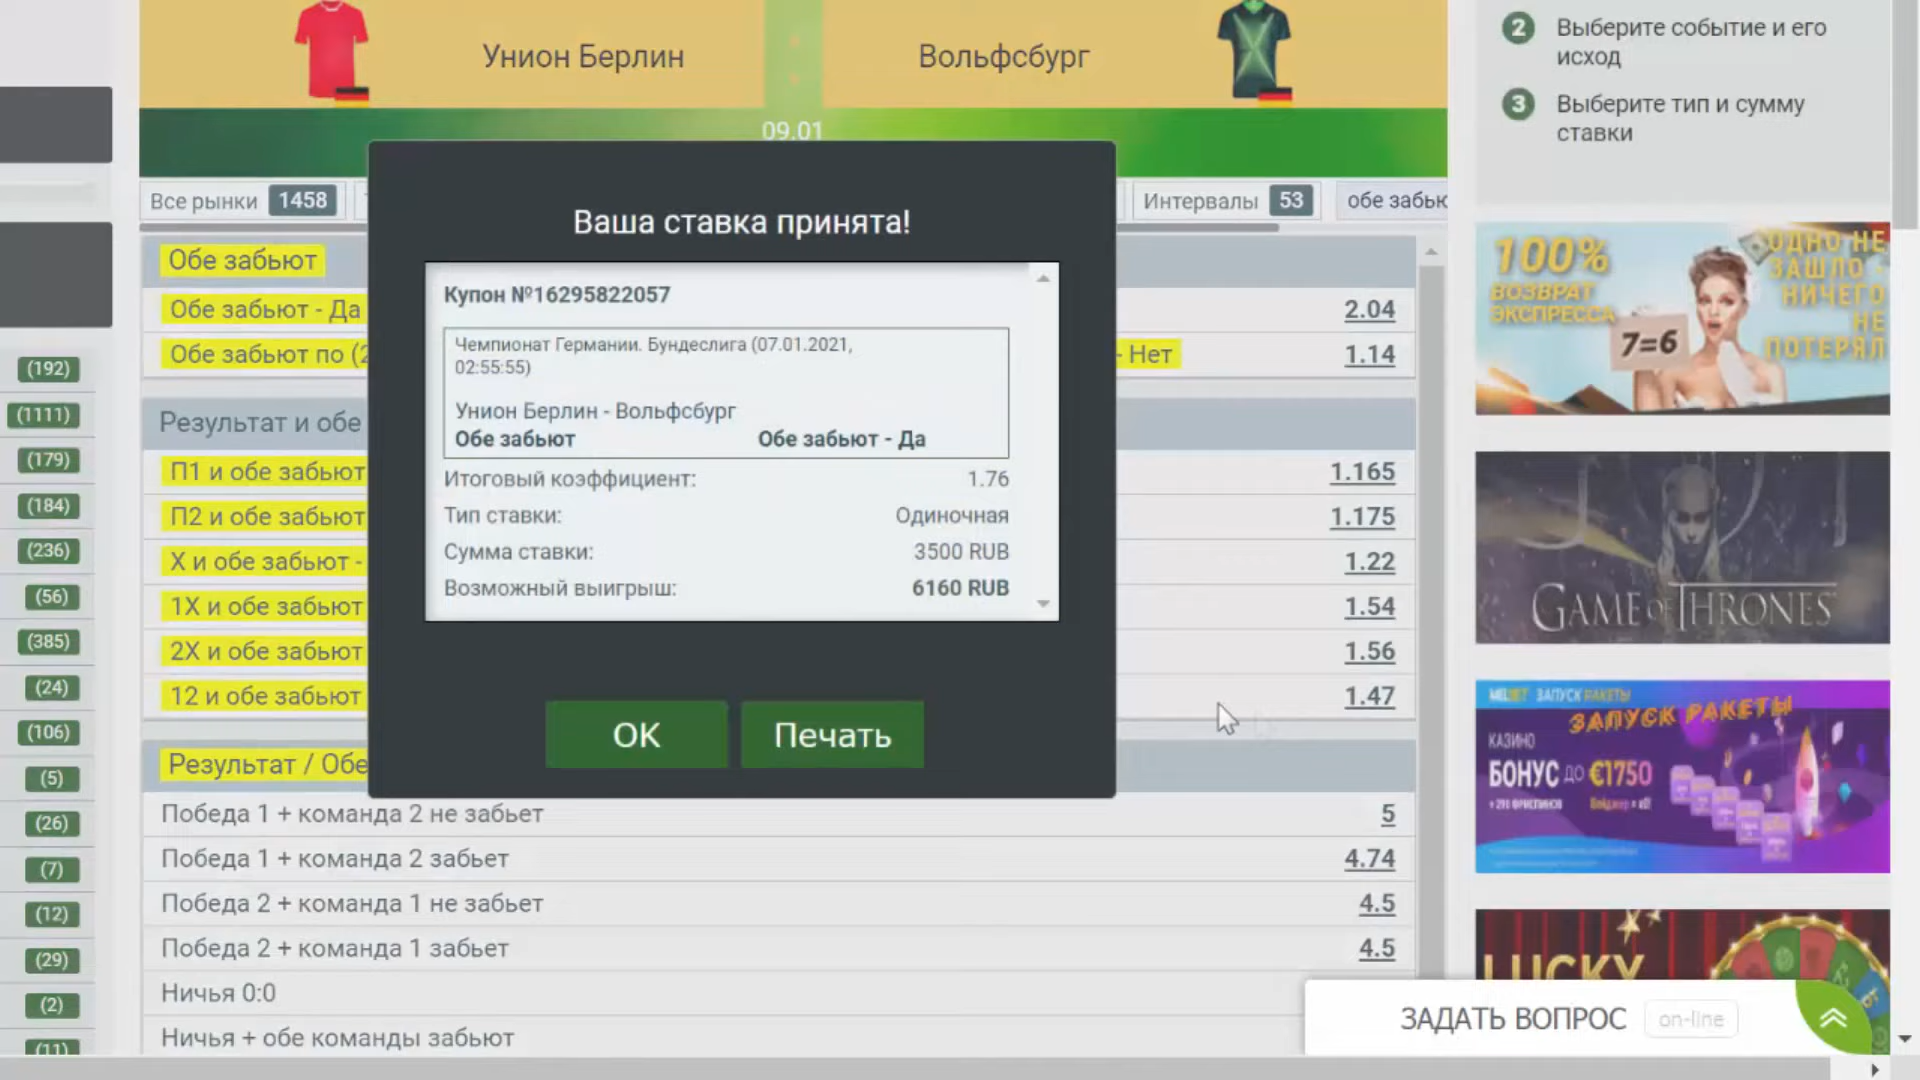 Унион Берлин
Вольфсбург
09.01
Все рынки 1458
Интервалы 53
обе забью
Обе забьют
Обе забьют - Да
2.04
Обе забьют по (2
- Нет
1.14
Результат и обе
П1 и обе забьют
1.165
П2 и обе забьют
1.175
Х и обе забьют -
1.22
1Х и обе забьют
1.54
2Х и обе забьют
1.56
12 и обе забьют
1.47
Результат / Обе
Победа 1 + команда 2 не забьет
5
Победа 1 + команда 2 забьет
4.74
Победа 2 + команда 1 не забьет
4.5
Победа 2 + команда 1 забьет
4.5
Ничья 0:0
Ничья + обе команды забьют
Ваша ставка принята!
Купон №16295822057
Чемпионат Германии. Бундеслига (07.01.2021,
02:55:55)
Унион Берлин - Вольфсбург
Обе забьют
Обе забьют - Да
Итоговый коэффициент:
1.76
Тип ставки:
Одиночная
Сумма ставки:
3500 RUB
Возможный выигрыш:
6160 RUB
OK
Печать
(192)
(1111)
(179)
(184)
(236)
(56)
(385)
(24)
(106)
(5)
(26)
(7)
(12)
(29)
(2)
(11)
2 Выберите событие и его
исход
3 Выберите тип и сумму
ставки
100%
ВОЗВРАТ
ЭКСПРЕССА
7=6
ОДНО НЕ
ЗАШЛО -
НИЧЕГО
НЕ
ПОТЕРЯЛ
GAME OF THRONES
MELBET ЗАПУСК РАКЕТЫ
ЗАПУСК РАКЕТЫ
КАЗИНО
БОНУС ДО €1750
LUCKY
ЗАДАТЬ ВОПРОС
on-line